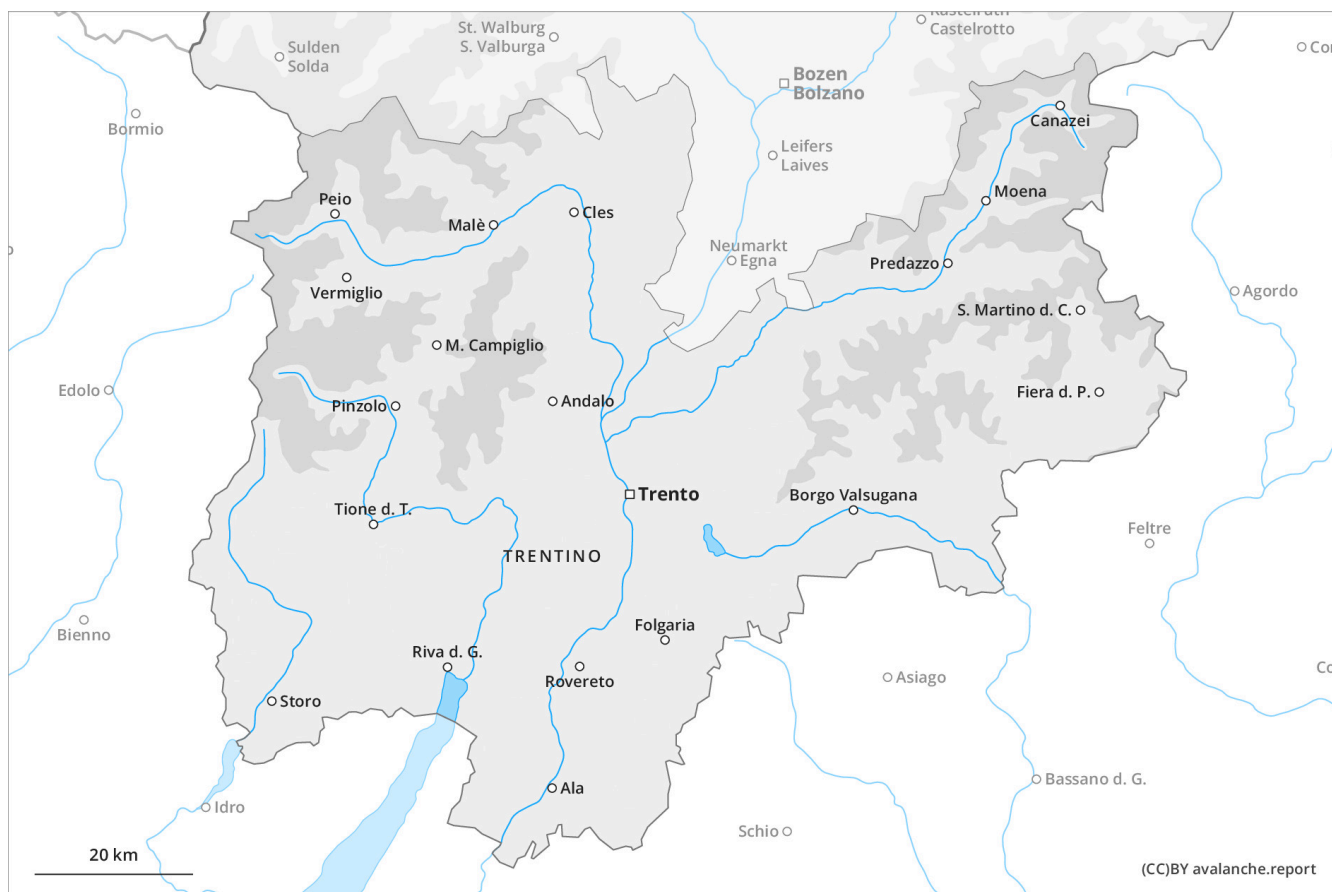 Kastelruth
Castelrotto
St. Walburg
S. Valburga
Sulden
Solda
Bozen
Bolzano
Bormio
Canazei
Leifers
Laives
Moena
Peio
Malè
Cles
Neumarkt
Egna
Predazzo
Vermiglio
Agordo
S. Martino d. C.
M. Campiglio
Edolo
Pinzolo
Andalo
Fiera d. P.
Trento
Borgo Valsugana
Tione d. T.
Feltre
TRENTINO
Bienno
Folgaria
Riva d. G.
Rovereto
Asiago
Storo
Bassano d. G.
Ala
Idro
Schio
20 km
(CC)BY avalanche.report